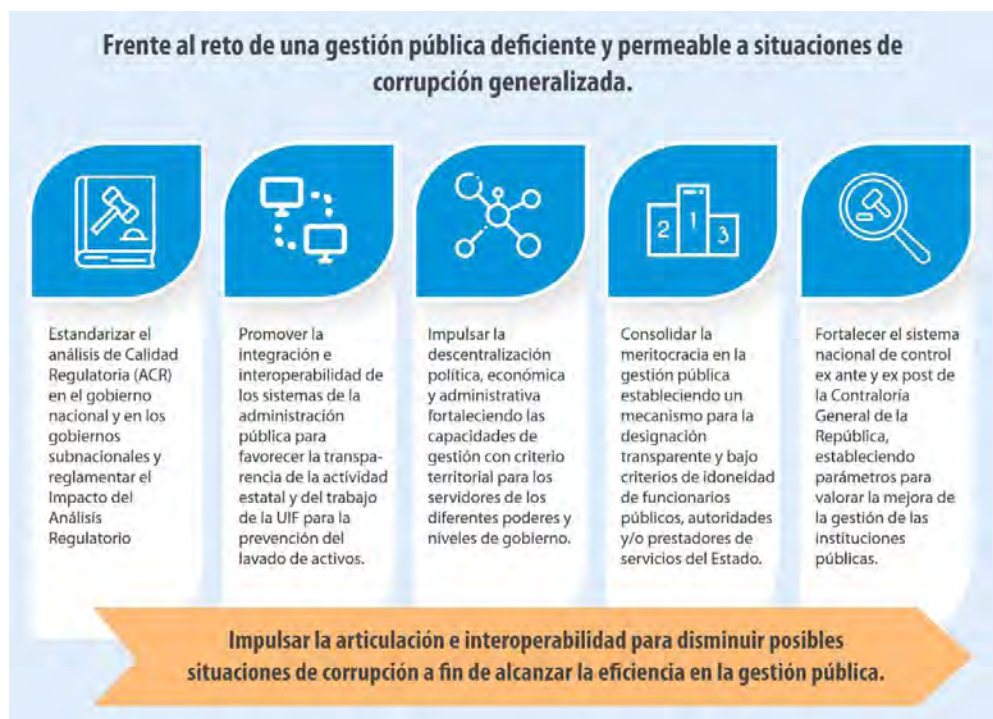 Frente al reto de una gestión pública deficiente y permeable a situaciones de
corrupción generalizada.
2
1
3
Estandarizar el
análisis de Calidad
Regulatoria (ACR)
en el gobierno
nacional y en los
gobiernos
subnacionales y
reglamentar el
Impacto del
Análisis
Regulatorio
Promover la
integración e
interoperabilidad de
los sistemas de la
administración
pública para
favorecer la transpa-
rencia de la actividad
estatal y del trabajo
de la UIF para la
prevención del
lavado de activos.
Impulsar la
descentralización
política, económica
y administrativa
fortaleciendo las
capacidades de
gestión con criterio
territorial para los
servidores de los
diferentes poderes y
niveles de gobierno.
Consolidar la
meritocracia en la
gestión pública
estableciendo un
mecanismo para la
designación
transparente y bajo
criterios de idoneidad
de funcionarios
públicos, autoridades
y/o prestadores de
servicios del Estado.
Fortalecer el sistema
nacional de control
ex ante y ex post de
la Contraloría
General de la
República,
estableciendo
parámetros para
valorar la mejora de
la gestión de las
instituciones
públicas.
Impulsar la articulación e interoperabilidad para disminuir posibles
situaciones de corrupción a fin de alcanzar la eficiencia en la gestión pública.